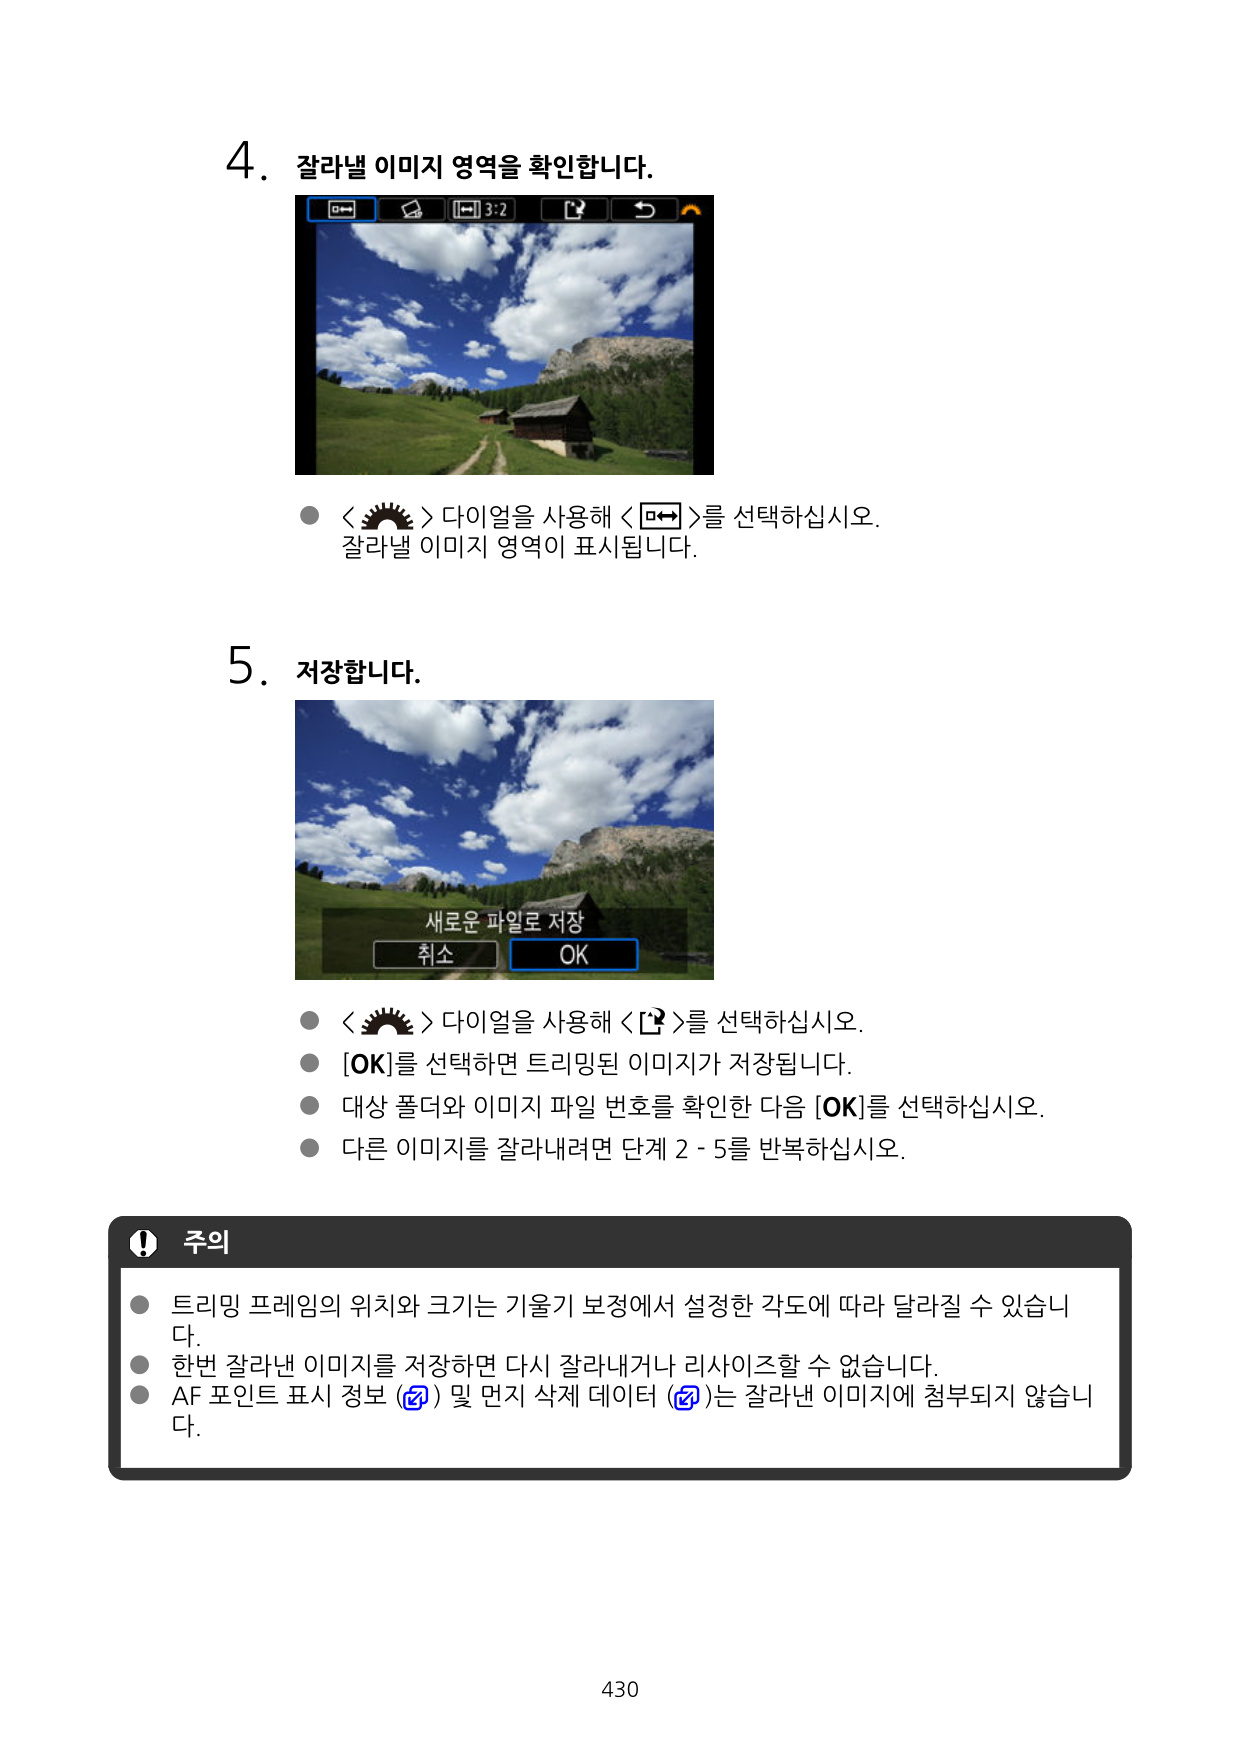 4. 잘라낼 이미지 영역을 확인합니다.
3:2
● < > 다이얼을 사용해 < >를 선택하십시오.
잘라낼 이미지 영역이 표시됩니다.
5. 저장합니다.
새로운 파일로 저장
취소 OK
● < > 다이얼을 사용해 < >를 선택하십시오.
● [OK]를 선택하면 트리밍된 이미지가 저장됩니다.
● 대상 폴더와 이미지 파일 번호를 확인한 다음 [OK]를 선택하십시오.
● 다른 이미지를 잘라내려면 단계 2 - 5를 반복하십시오.
주의
● 트리밍 프레임의 위치와 크기는 기울기 보정에서 설정한 각도에 따라 달라질 수 있습니
다.
● 한번 잘라낸 이미지를 저장하면 다시 잘라내거나 리사이즈할 수 없습니다.
● AF 포인트 표시 정보 ( ) 및 먼지 삭제 데이터 ( )는 잘라낸 이미지에 첨부되지 않습니
다.
430